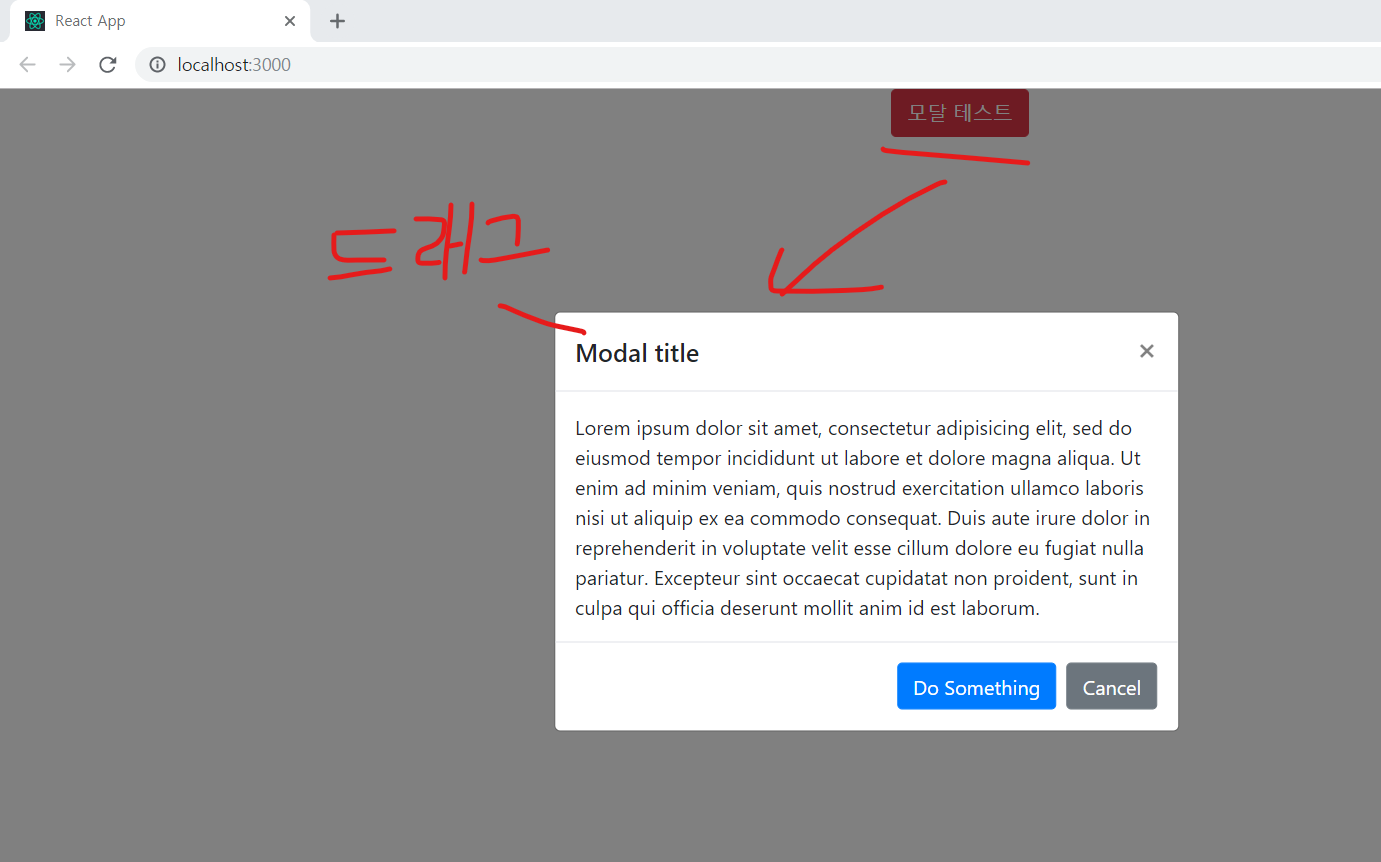 React App
localhost:3000
모달 테스트
드래그
Modal title
Lorem ipsum dolor sit amet, consectetur adipisicing elit, sed do
eiusmod tempor incididunt ut labore et dolore magna aliqua. Ut
enim ad minim veniam, quis nostrud exercitation ullamco laboris
nisi ut aliquip ex ea commodo consequat. Duis aute irure dolor in
reprehenderit in voluptate velit esse cillum dolore eu fugiat nulla
pariatur. Excepteur sint occaecat cupidatat non proident, sunt in
culpa qui officia deserunt mollit anim id est laborum.
Do Something Cancel